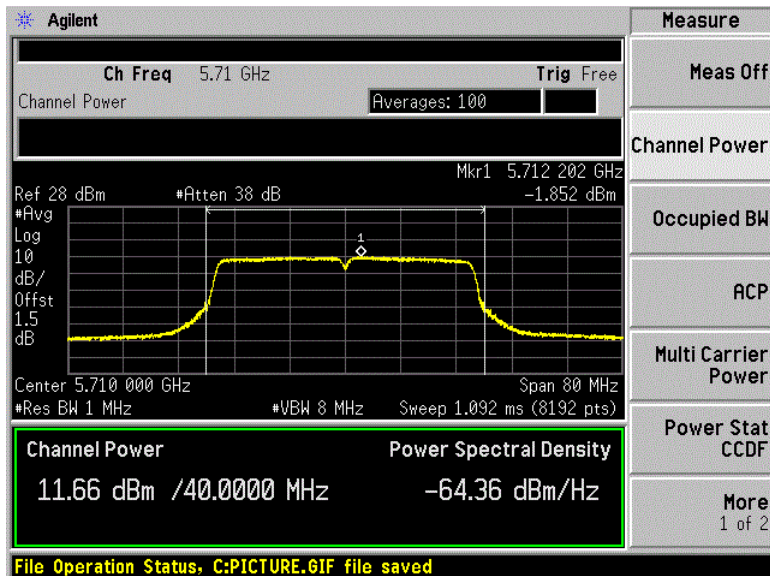 Agilent
Measure
Ch Freq 5.71 GHz Trig Free
Meas Off
Channel Power Averages: 100
Channel Power
Mkr1 5.712 202 GHz
Ref 28 dBm #Atten 38 dB -1.852 dBm
#Avg
Log
10
dB/
Offst
1.5
dB
1
Occupied BW
ACP
Center 5.710 000 GHz Span 80 MHz
#Res BW 1 MHz #VBW 8 MHz Sweep 1.092 ms (8192 pts)
Multi Carrier
Power
Channel Power Power Spectral Density
11.66 dBm /40.0000 MHz -64.36 dBm/Hz
Power Stat
CCDF
More
1 of 2
File Operation Status, C:PICTURE.GIF file saved